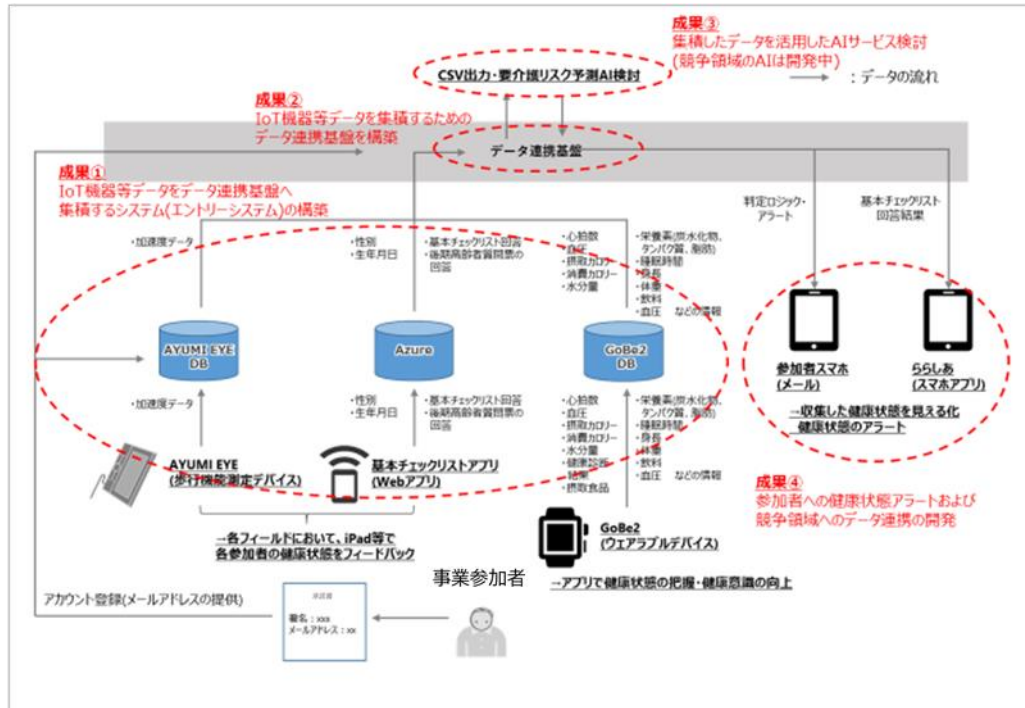 成果③
集積したデータを活用したAIサービス検討
(競争領域のAIは開発中)
：データの流れ
CSV出力・要介護リスク予測AI検討
成果②
IoT機器等データを集積するための
データ連携基盤を構築
データ連携基盤
成果①
IoT機器等データをデータ連携基盤へ
集積するシステム(エントリーシステム)の構築
判定ロジック・
アラート
基本チェックリスト
回答結果
・加速度データ
・性別
・生年月日
・基本チェックリスト回答
・後期高齢者質問票の
回答
・心拍数
・血圧
・摂取カロリー
・消費カロリー
・水分量
・栄養素(炭水化物、
タンパク質、脂肪)
・睡眠時間
・身長
・体重
・飲料
・血圧 などの情報
AYUMI EYE
DB
Azure
GoBe2
DB
参加者スマホ
(メール)
ららしあ
(スマホアプリ)
→収集した健康状態を見える化
健康状態のアラート
・加速度データ
・性別
・生年月日
・基本チェックリスト回答
・後期高齢者質問票の
回答
・心拍数
・血圧
・摂取カロリー
・消費カロリー
・水分量
・健康診断
結果
・摂取食品
・栄養素(炭水化物、
タンパク質、脂肪)
・睡眠時間
・身長
・体重
・飲料
・血圧 などの情報
AYUMI EYE
(歩行機能測定デバイス)
基本チェックリストアプリ
(Webアプリ)
成果④
参加者への健康状態アラートおよび
競争領域へのデータ連携の開発
→各フィールドにおいて、iPad等で
各参加者の健康状態をフィードバック
GoBe2
(ウェアラブルデバイス)
事業参加者
→アプリで健康状態の把握・健康意識の向上
アカウント登録(メールアドレスの提供)
署名：xxx
メールアドレス：xx